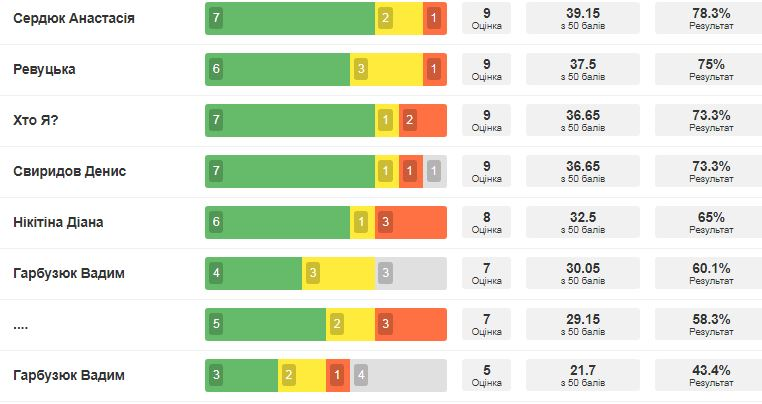 Сердюк Анастасія 7 2 1 9 39.15 78.3%
Оцінка з 50 балів Результат
Ревуцька 6 3 1 9 37.5 75%
Оцінка з 50 балів Результат
Хто Я? 7 1 2 9 36.65 73.3%
Оцінка з 50 балів Результат
Свиридов Денис 7 1 1 1 9 36.65 73.3%
Оцінка з 50 балів Результат
Нікітіна Діана 6 1 3 8 32.5 65%
Оцінка з 50 балів Результат
Гарбузюк Вадим 4 3 3 7 30.05 60.1%
Оцінка з 50 балів Результат
.... 5 2 3 7 29.15 58.3%
Оцінка з 50 балів Результат
Гарбузюк Вадим 3 2 1 4 5 21.7 43.4%
Оцінка з 50 балів Результат